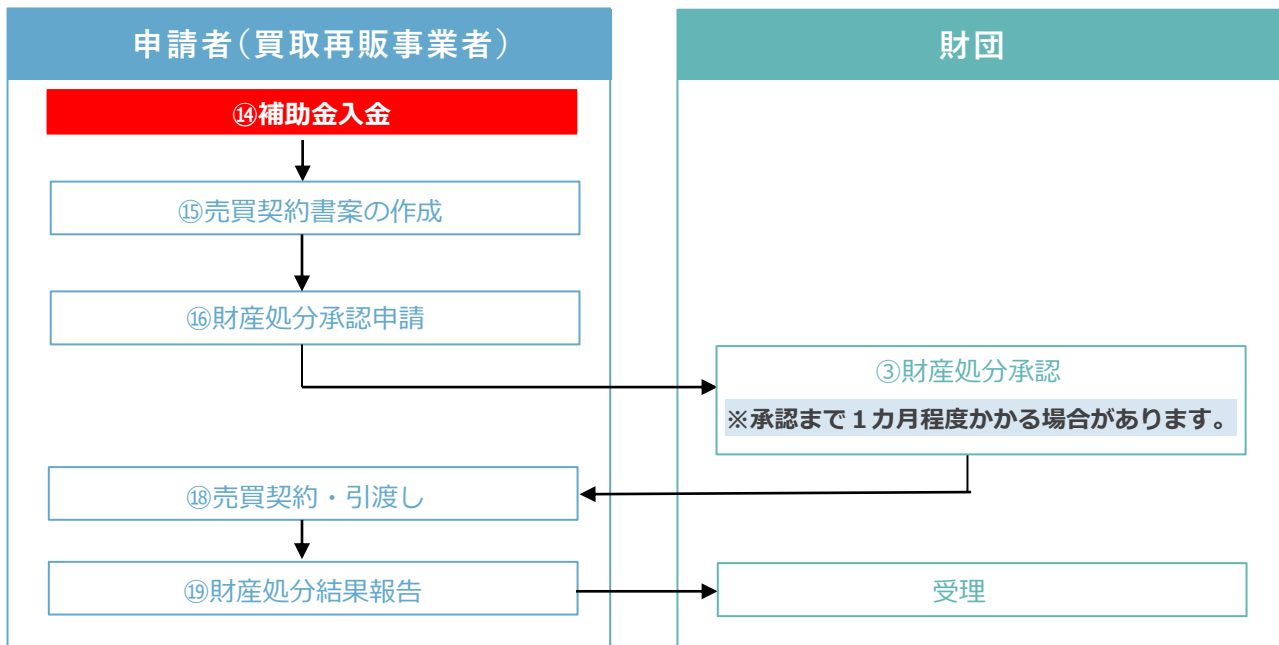 申請者（買取再販事業者）
財団
⑭補助金入金
⑮売買契約書案の作成
⑯財産処分承認申請
③財産処分承認
※承認まで１カ月程度かかる場合があります。
⑱売買契約・引渡し
⑲財産処分結果報告
受理